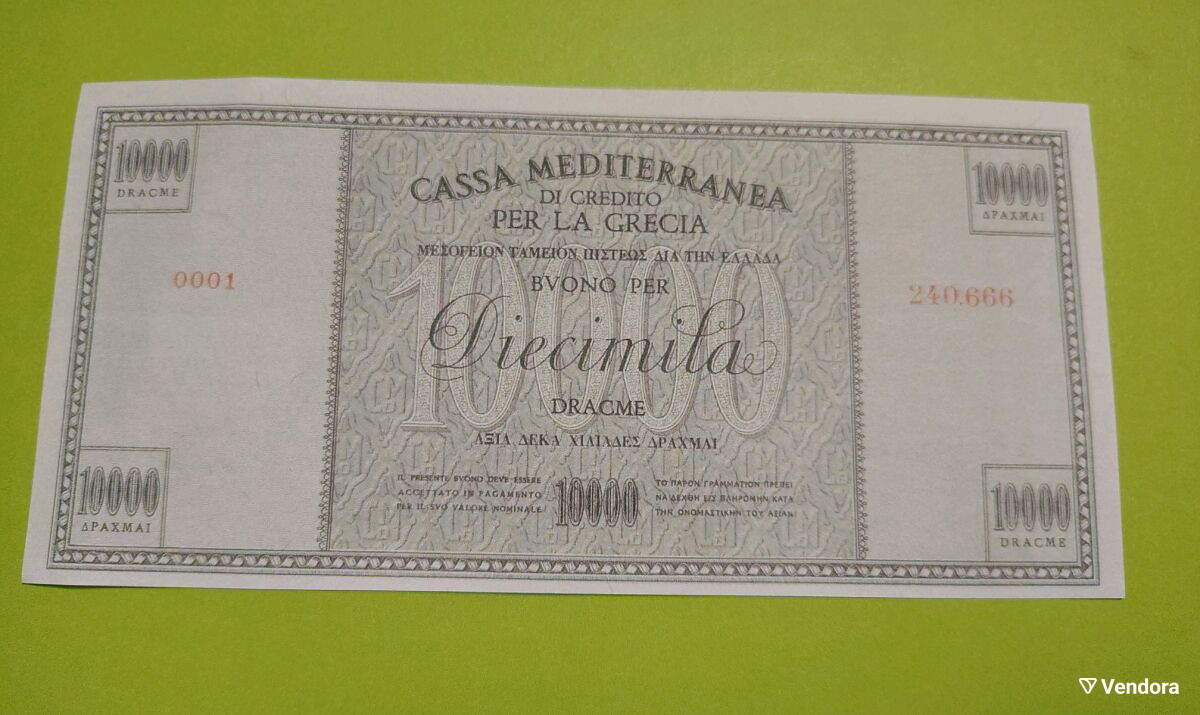 10000
DRACME
10000
ΔΡΑΧΜΑΙ
CASSA MEDITERRANEA
DI CREDITO
PER LA GRECIA
ΜΕΣΟΓΕΙΟΝ ΤΑΜΕΙΟΝ ΠΙΣΤΕΩΣ ΔΙΑ ΤΗΝ ΕΛΛΑΔΑ
0001
240.666
BVONO PER
10000
Diecimila
DRACME
ΑΞΙΑ ΔΕΚΑ ΧΙΛΙΑΔΕΣ ΔΡΑΧΜΑΙ
10000
ΔΡΑΧΜΑΙ
IL PRESENTE BVONO DEVE ESSERE
ACCETTATO IN PAGAMENTO
PER IL SVO VALORE NOMINALE
10000
ΤΟ ΠΑΡΟΝ ΓΡΑΜΜΑΤΙΟΝ ΠΡΕΠΕΙ
ΝΑ ΔΕΧΘΗ ΕΙΣ ΠΛΗΡΩΜΗΝ ΚΑΤΑ
ΤΗΝ ΟΝΟΜΑΣΤΙΚΗΝ ΤΟΥ ΑΞΙΑΝ
10000
DRACME
Vendora